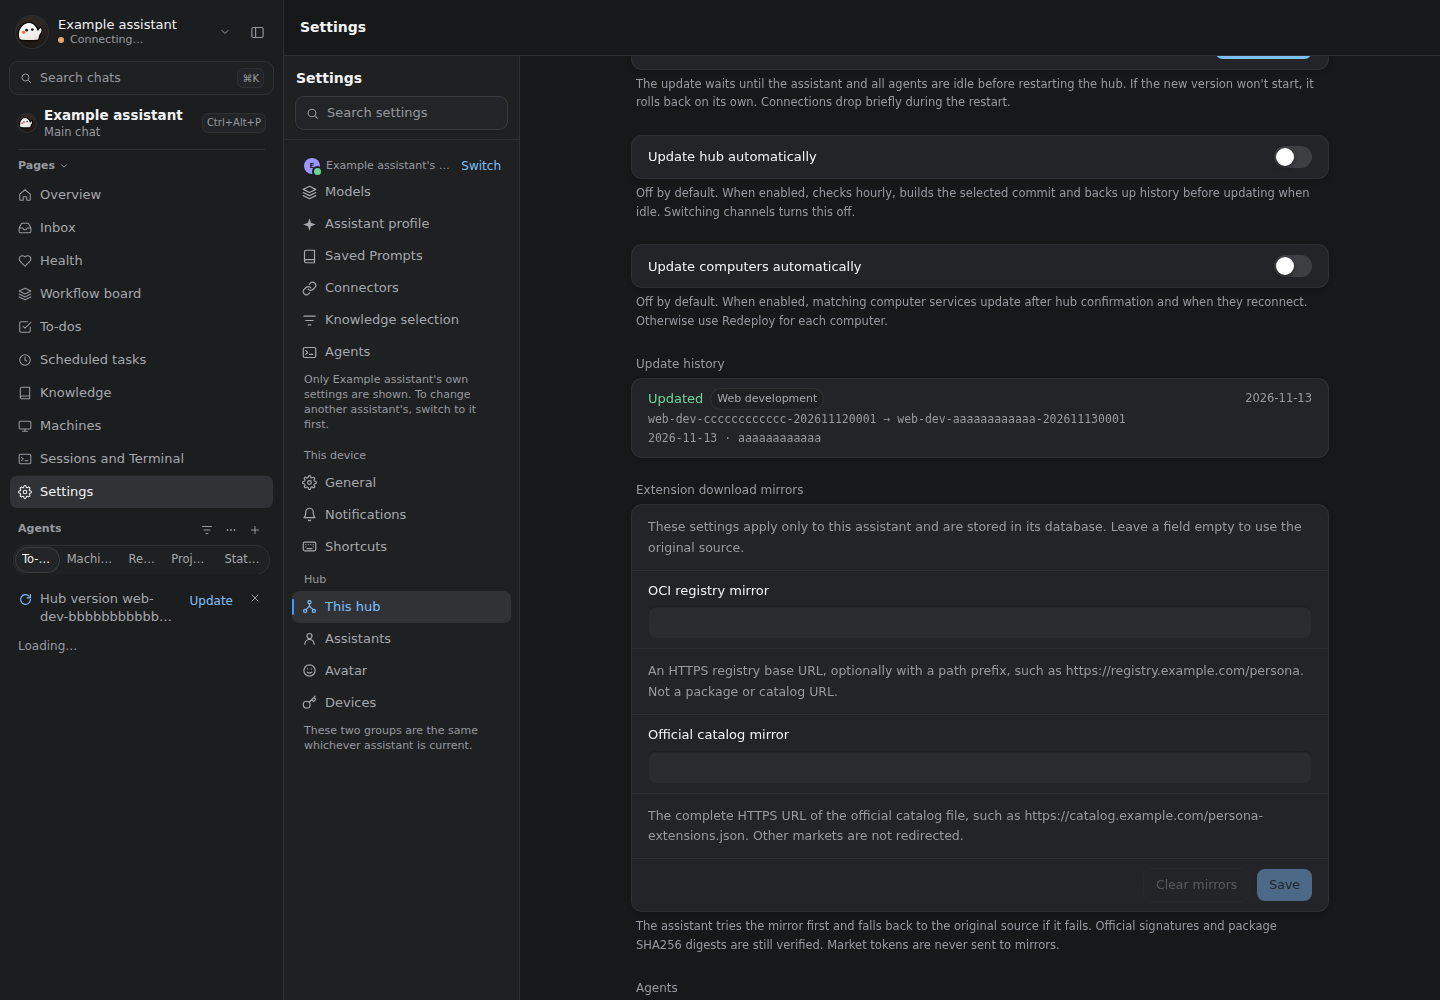 Example assistant
Connecting…
Search chats
⌘K
Example assistant
Main chat
Ctrl+Alt+P
Pages
Overview
Inbox
Health
Workflow board
To-dos
Scheduled tasks
Knowledge
Machines
Sessions and Terminal
Settings
Agents
To-…
Machi…
Re…
Proj…
Stat…
Hub version web-
dev-bbbbbbbbbbb…
Update
Loading…
Settings
Settings
Search settings
E
Example assistant's …
Switch
Models
Assistant profile
Saved Prompts
Connectors
Knowledge selection
Agents
Only Example assistant's own
settings are shown. To change
another assistant's, switch to it
first.
This device
General
Notifications
Shortcuts
Hub
This hub
Assistants
Avatar
Devices
These two groups are the same
whichever assistant is current.
The update waits until the assistant and all agents are idle before restarting the hub. If the new version won't start, it
rolls back on its own. Connections drop briefly during the restart.
Update hub automatically
Off by default. When enabled, checks hourly, builds the selected commit and backs up history before updating when
idle. Switching channels turns this off.
Update computers automatically
Off by default. When enabled, matching computer services update after hub confirmation and when they reconnect.
Otherwise use Redeploy for each computer.
Update history
Updated
Web development
2026-11-13
web-dev-cccccccccccc-202611120001 → web-dev-aaaaaaaaaaaa-202611130001
2026-11-13 · aaaaaaaaaaaa
Extension download mirrors
These settings apply only to this assistant and are stored in its database. Leave a field empty to use the
original source.
OCI registry mirror
An HTTPS registry base URL, optionally with a path prefix, such as https://registry.example.com/persona.
Not a package or catalog URL.
Official catalog mirror
The complete HTTPS URL of the official catalog file, such as https://catalog.example.com/persona-
extensions.json. Other markets are not redirected.
Clear mirrors
Save
The assistant tries the mirror first and falls back to the original source if it fails. Official signatures and package
SHA256 digests are still verified. Market tokens are never sent to mirrors.
Agents